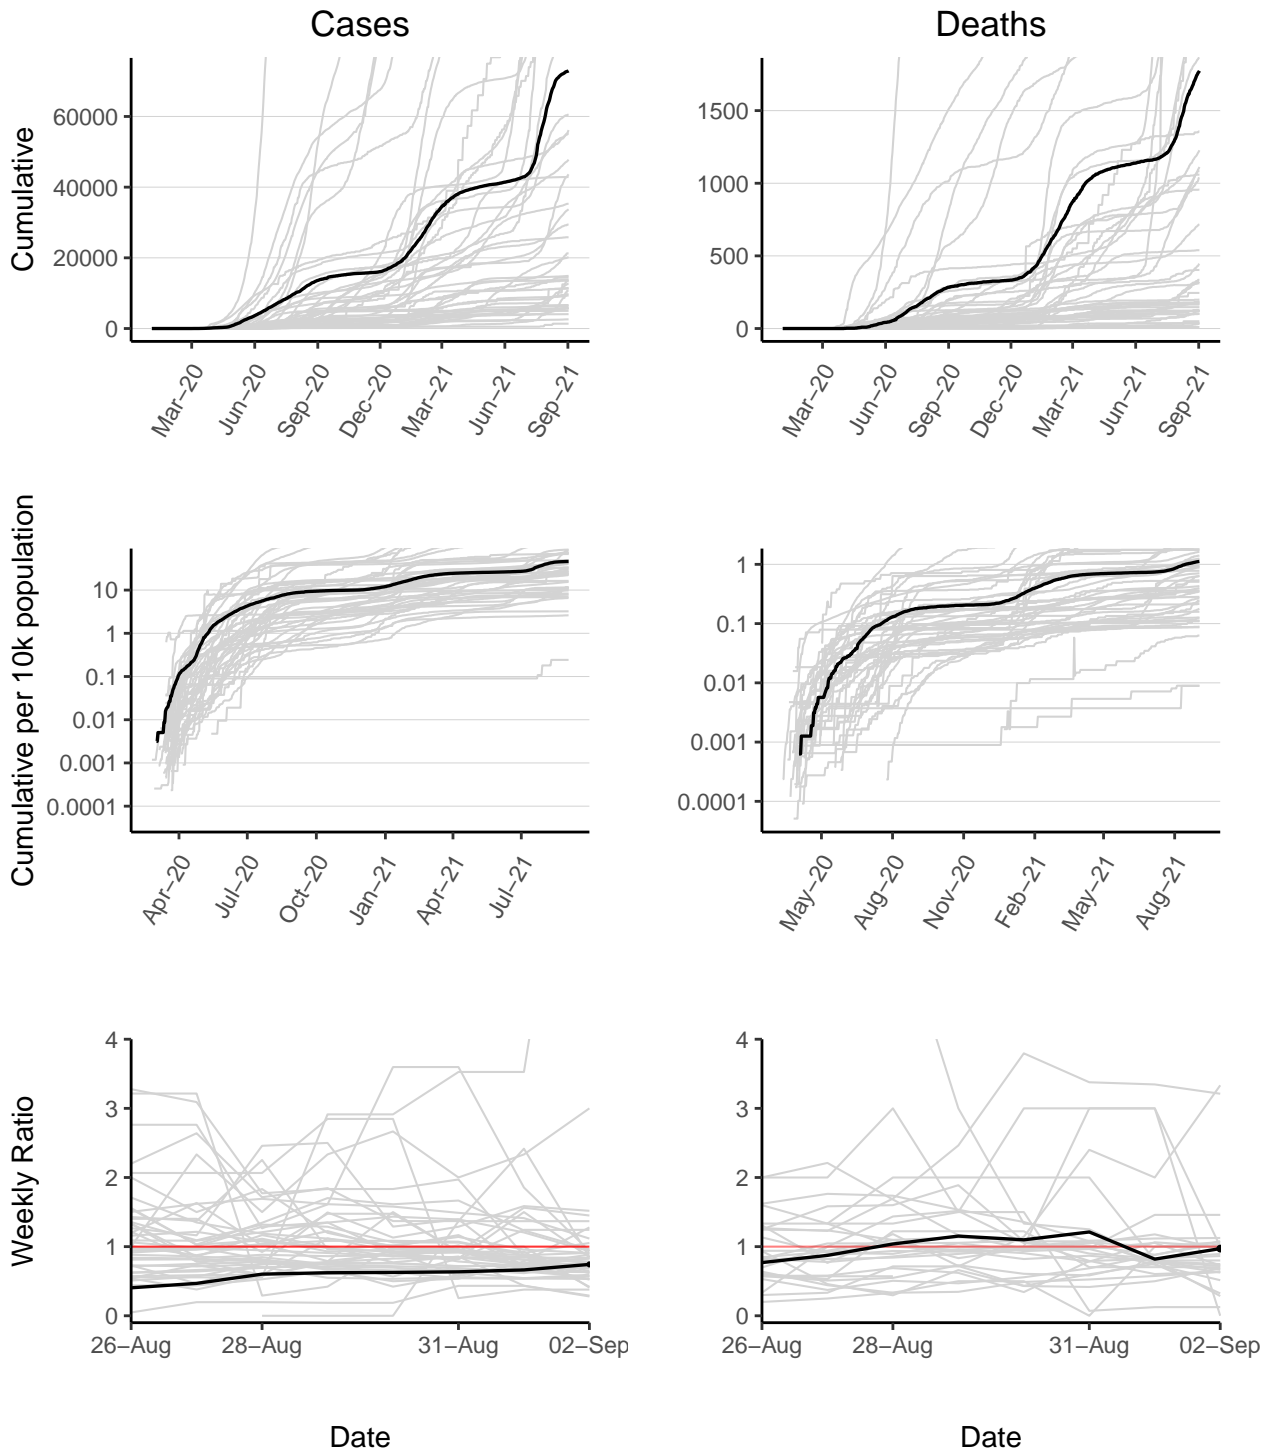 Cases
Deaths
Cumulative
60000
40000
20000
0
Mar–20
Jun–20
Sep–20
Dec–20
Mar–21
Jun–21
Sep–21
1500
1000
500
0
Mar–20
Jun–20
Sep–20
Dec–20
Mar–21
Jun–21
Sep–21
Cumulative per 10k population
10
1
0.1
0.01
0.001
0.0001
Apr–20
Jul–20
Oct–20
Jan–21
Apr–21
Jul–21
1
0.1
0.01
0.001
0.0001
May–20
Aug–20
Nov–20
Feb–21
May–21
Aug–21
Weekly Ratio
4
3
2
1
0
26–Aug
28–Aug
31–Aug
02–Sep
Date
4
3
2
1
0
26–Aug
28–Aug
31–Aug
02–Sep
Date